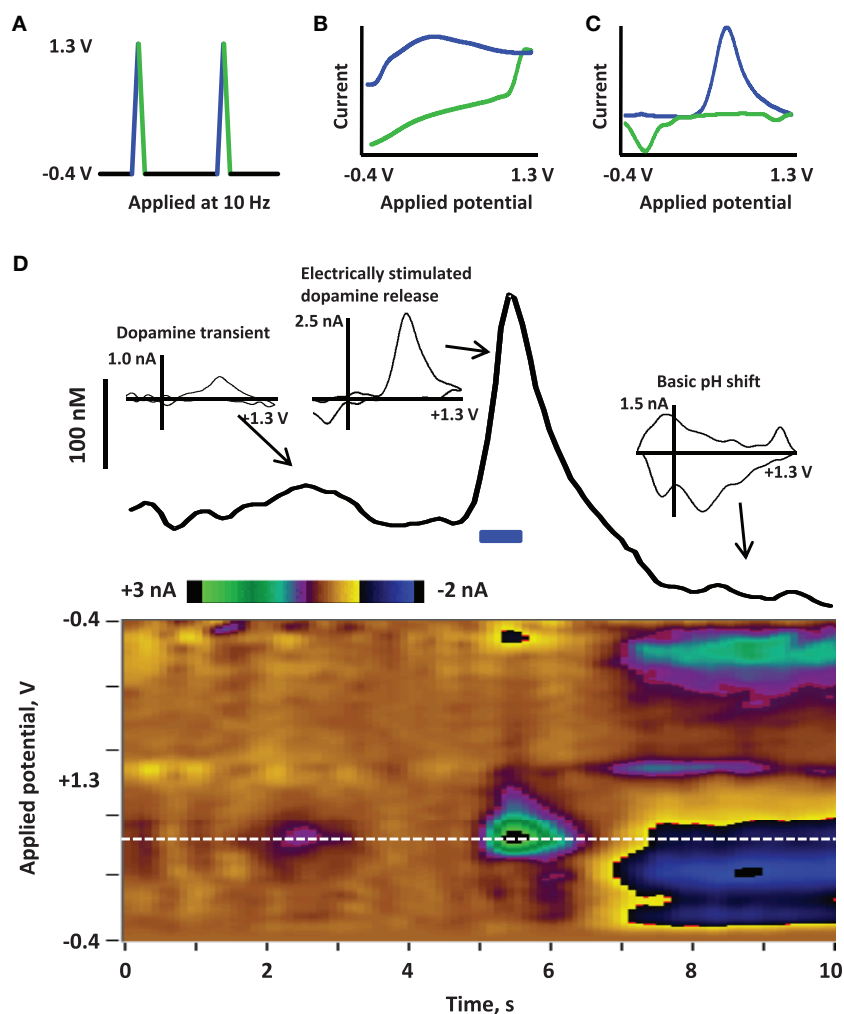 A
1.3 V
-0.4 V
Applied at 10 Hz
B
Current
-0.4 V
1.3 V
Applied potential
C
Current
-0.4 V
1.3 V
Applied potential
D
Electrically stimulated
dopamine release
2.5 nA
+1.3 V
Dopamine transient
1.0 nA
+1.3 V
100 nM
Basic pH shift
1.5 nA
+1.3 V
+3 nA
-2 nA
Applied potential, V
-0.4
+1.3
-0.4
0
2
4
6
8
10
Time, s